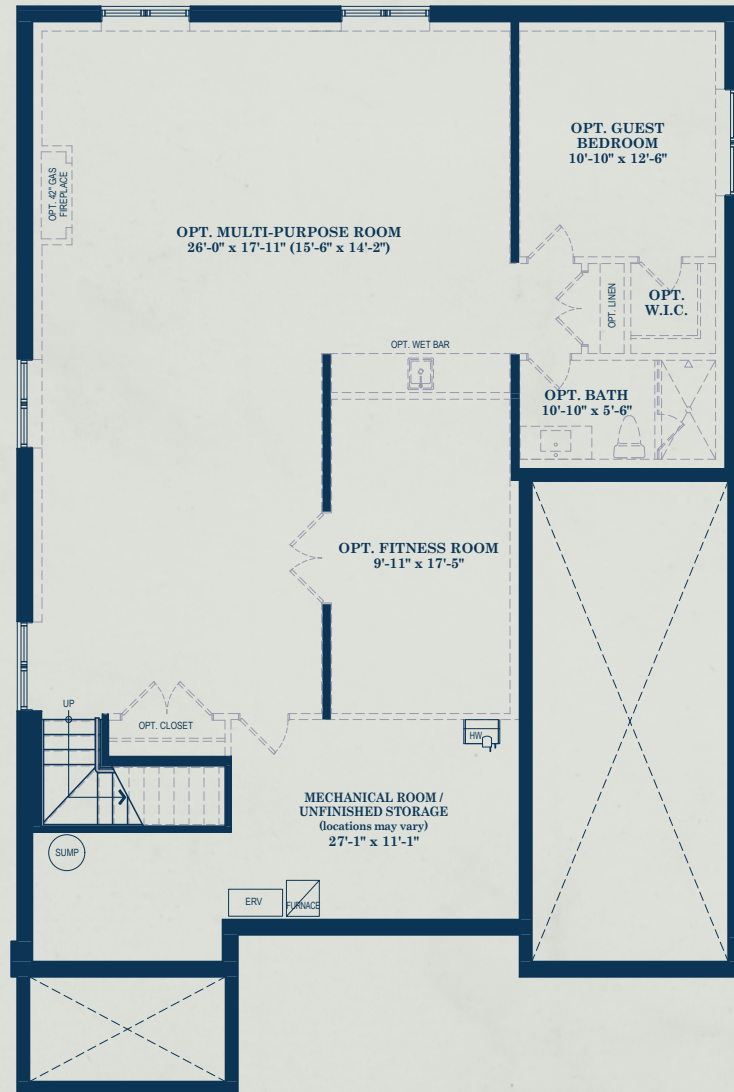 OPT. GUEST
BEDROOM
10'-10" x 12'-6"
OPT. 42" GAS
FIREPLACE
OPT. MULTI-PURPOSE ROOM
26'-0" x 17'-11" (15'-6" x 14'-2")
OPT. LINEN
OPT.
W.I.C.
OPT. WET BAR
OPT. BATH
10'-10" x 5'-6"
OPT. FITNESS ROOM
9'-11" x 17'-5"
UP
OPT. CLOSET
HW
MECHANICAL ROOM /
UNFINISHED STORAGE
(locations may vary)
27'-1" x 11'-1"
SUMP
ERV
FURNACE